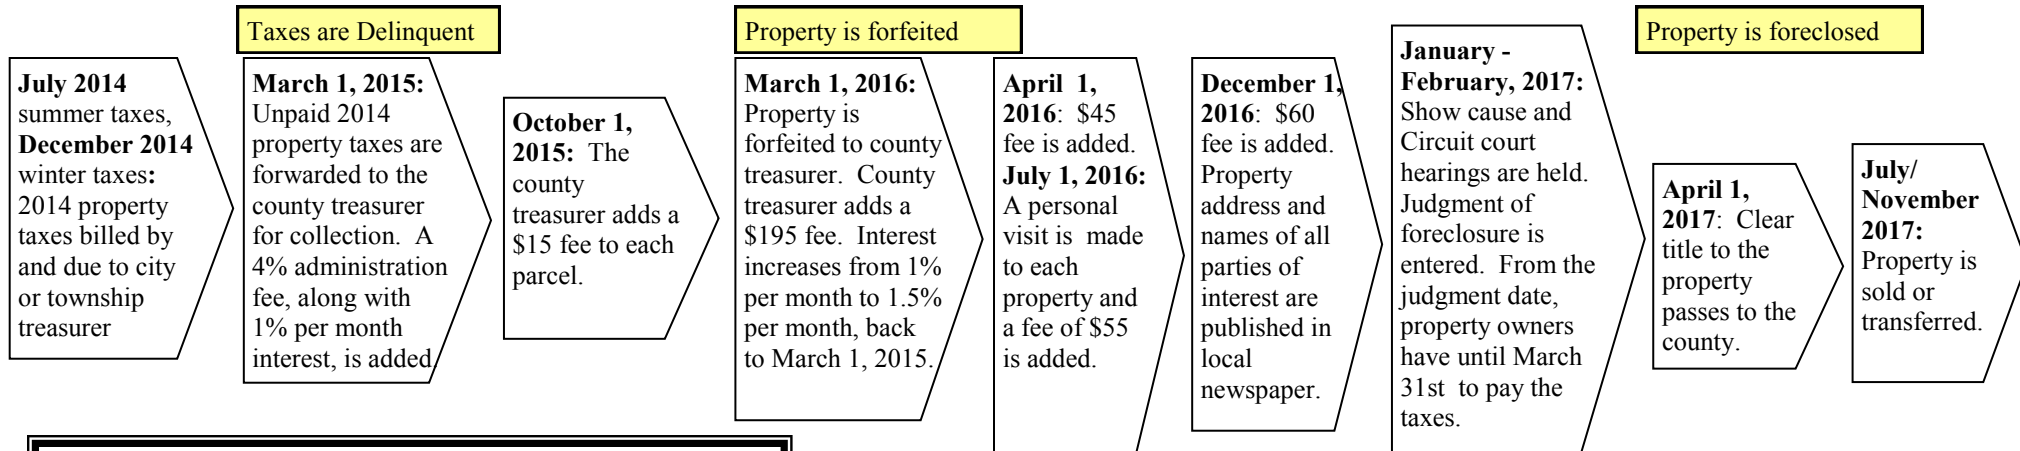 Taxes are Delinquent
Property is forfeited
Property is foreclosed
July 2014
summer taxes,
December 2014
winter taxes:
2014 property
taxes billed by
and due to city
or township
treasurer
March 1, 2015:
Unpaid 2014
property taxes are
forwarded to the
county treasurer
for collection. A
4% administration
fee, along with
1% per month
interest, is added.
October 1,
2015: The
county
treasurer adds a
$15 fee to each
parcel.
March 1, 2016:
Property is
forfeited to county
treasurer. County
treasurer adds a
$195 fee. Interest
increases from 1%
per month to 1.5%
per month, back
to March 1, 2015.
April 1,
2016: $45
fee is added.
July 1, 2016:
A personal
visit is made
to each
property and
a fee of $55
is added.
December 1,
2016: $60
fee is added.
Property
address and
names of all
parties of
interest are
published in
local
newspaper.
January -
February, 2017:
Show cause and
Circuit court
hearings are held.
Judgment of
foreclosure is
entered. From the
judgment date,
property owners
have until March
31st to pay the
taxes.
April 1,
2017: Clear
title to the
property
passes to the
county.
July/
November
2017:
Property is
sold or
transferred.